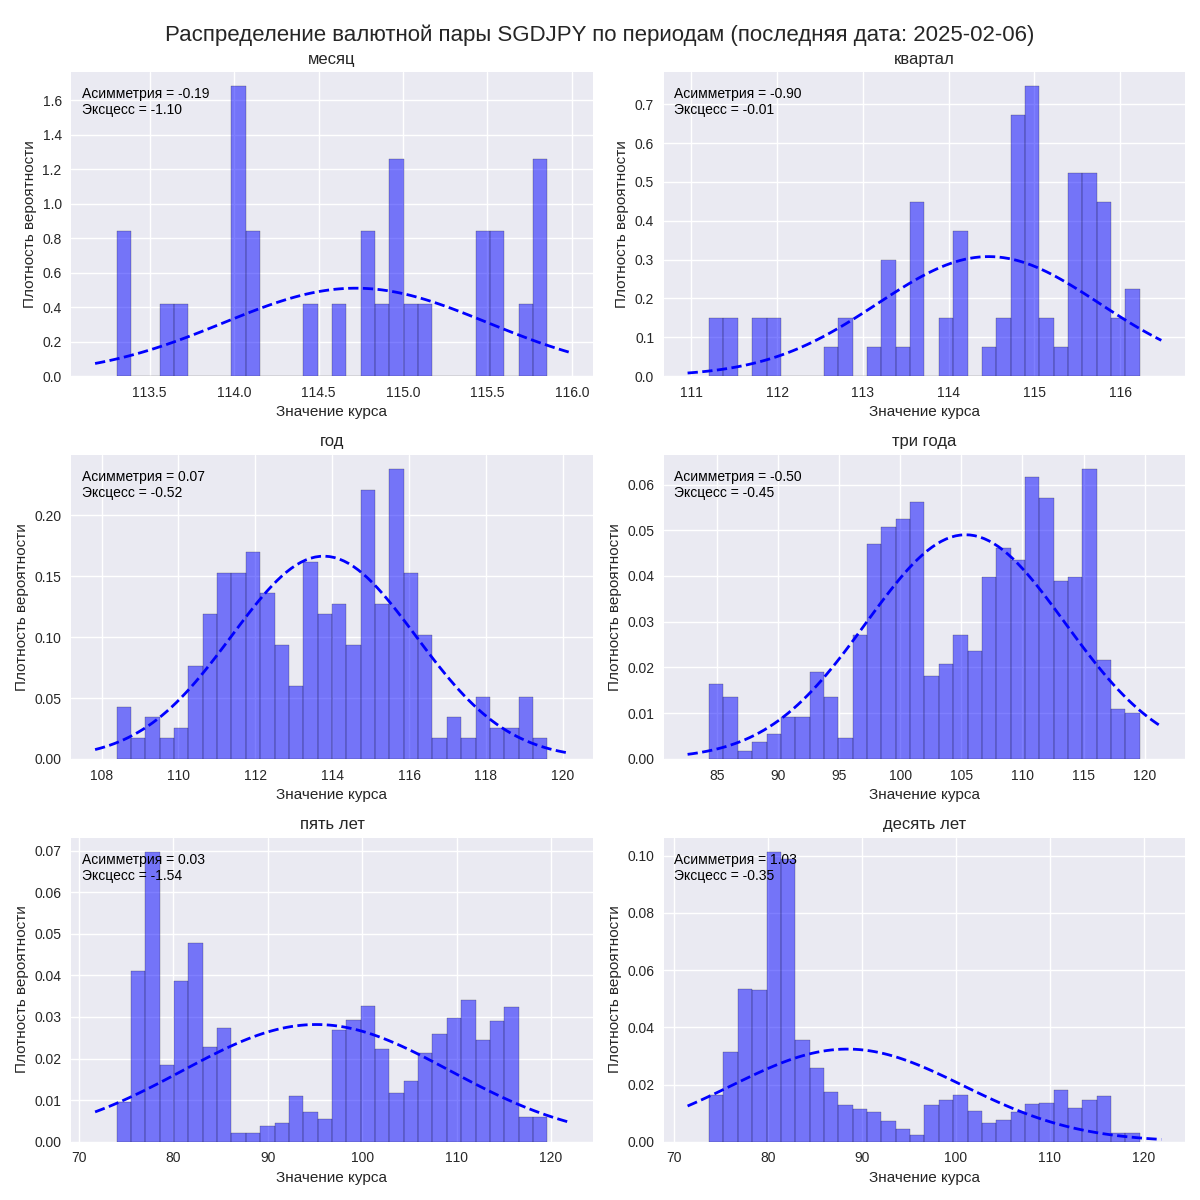 Распределение валютной пары SGDJPY по периодам (последняя дата: 2025-02-06)
месяц
Асимметрия = -0.19
Эксцесс = -1.10
Плотность вероятности
1.6
1.4
1.2
1.0
0.8
0.6
0.4
0.2
0.0
113.5 114.0 114.5 115.0 115.5 116.0
Значение курса
квартал
Асимметрия = -0.90
Эксцесс = -0.01
Плотность вероятности
0.7
0.6
0.5
0.4
0.3
0.2
0.1
0.0
111 112 113 114 115 116
Значение курса
год
Асимметрия = 0.07
Эксцесс = -0.52
Плотность вероятности
0.20
0.15
0.10
0.05
0.00
108 110 112 114 116 118 120
Значение курса
три года
Асимметрия = -0.50
Эксцесс = -0.45
Плотность вероятности
0.06
0.05
0.04
0.03
0.02
0.01
0.00
85 90 95 100 105 110 115 120
Значение курса
пять лет
Асимметрия = 0.03
Эксцесс = -1.54
Плотность вероятности
0.07
0.06
0.05
0.04
0.03
0.02
0.01
0.00
70 80 90 100 110 120
Значение курса
десять лет
Асимметрия = 1.03
Эксцесс = -0.35
Плотность вероятности
0.10
0.08
0.06
0.04
0.02
0.00
70 80 90 100 110 120
Значение курса